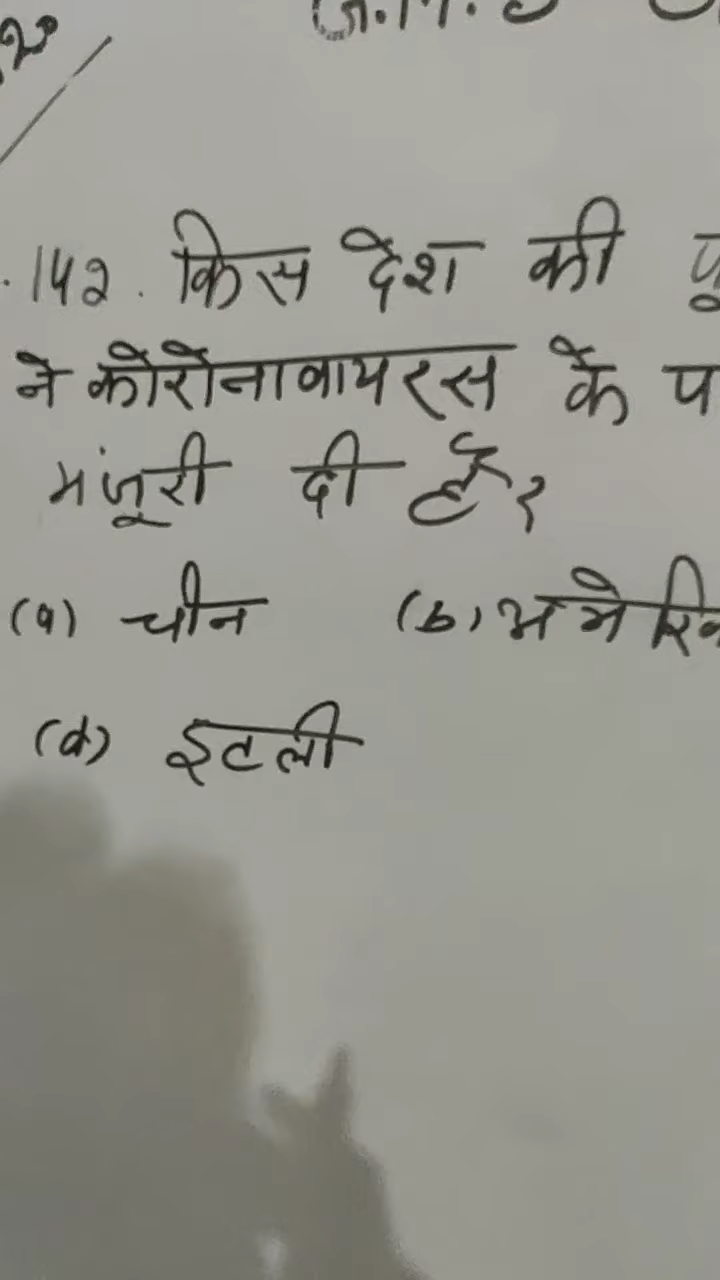 .142. किस देश की
ने कोरोनावायरस के प
मंजूरी दी है?
(a) चीन (b) अमेरिक
(d) इटली